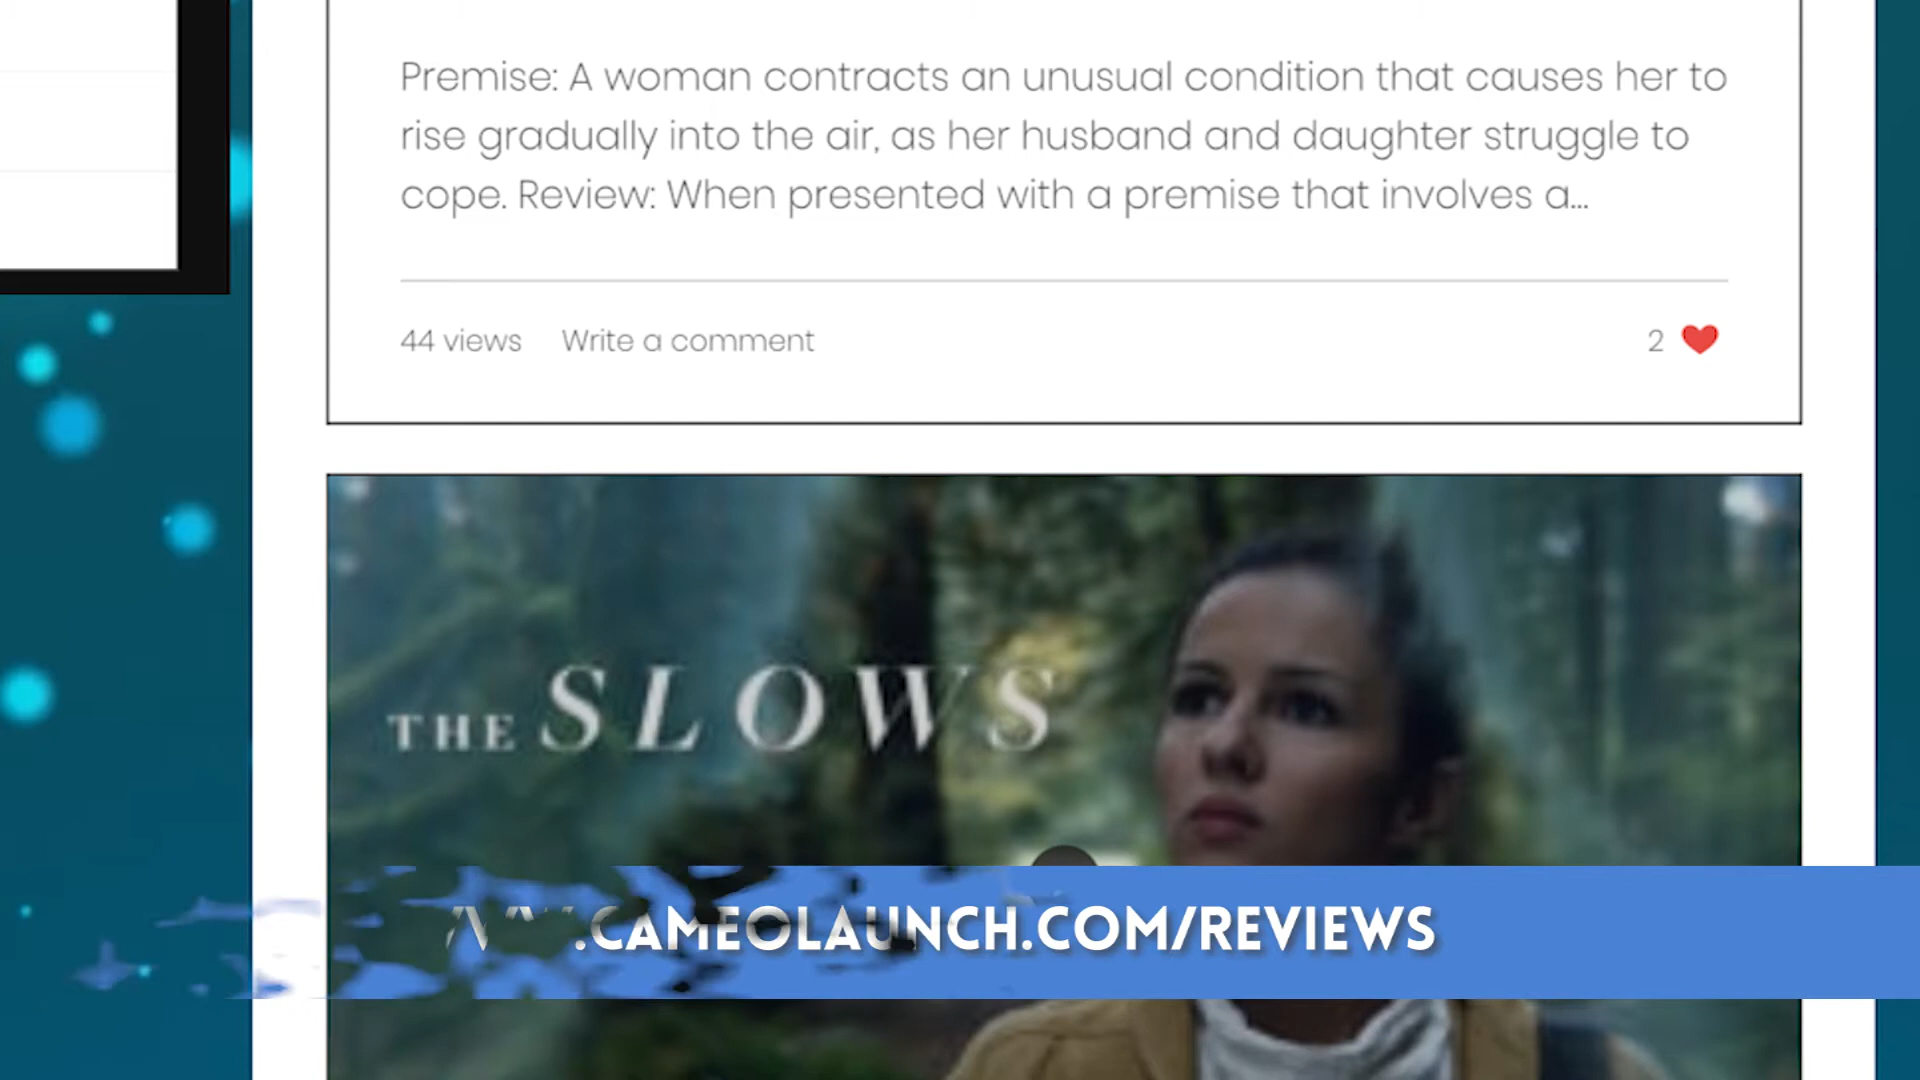 Premise: A woman contracts an unusual condition that causes her to
rise gradually into the air, as her husband and daughter struggle to
cope. Review: When presented with a premise that involves a...
44 views
Write a comment
2
THE SLOWS
.CAMEOLAUNCH.COM/REVIEWS